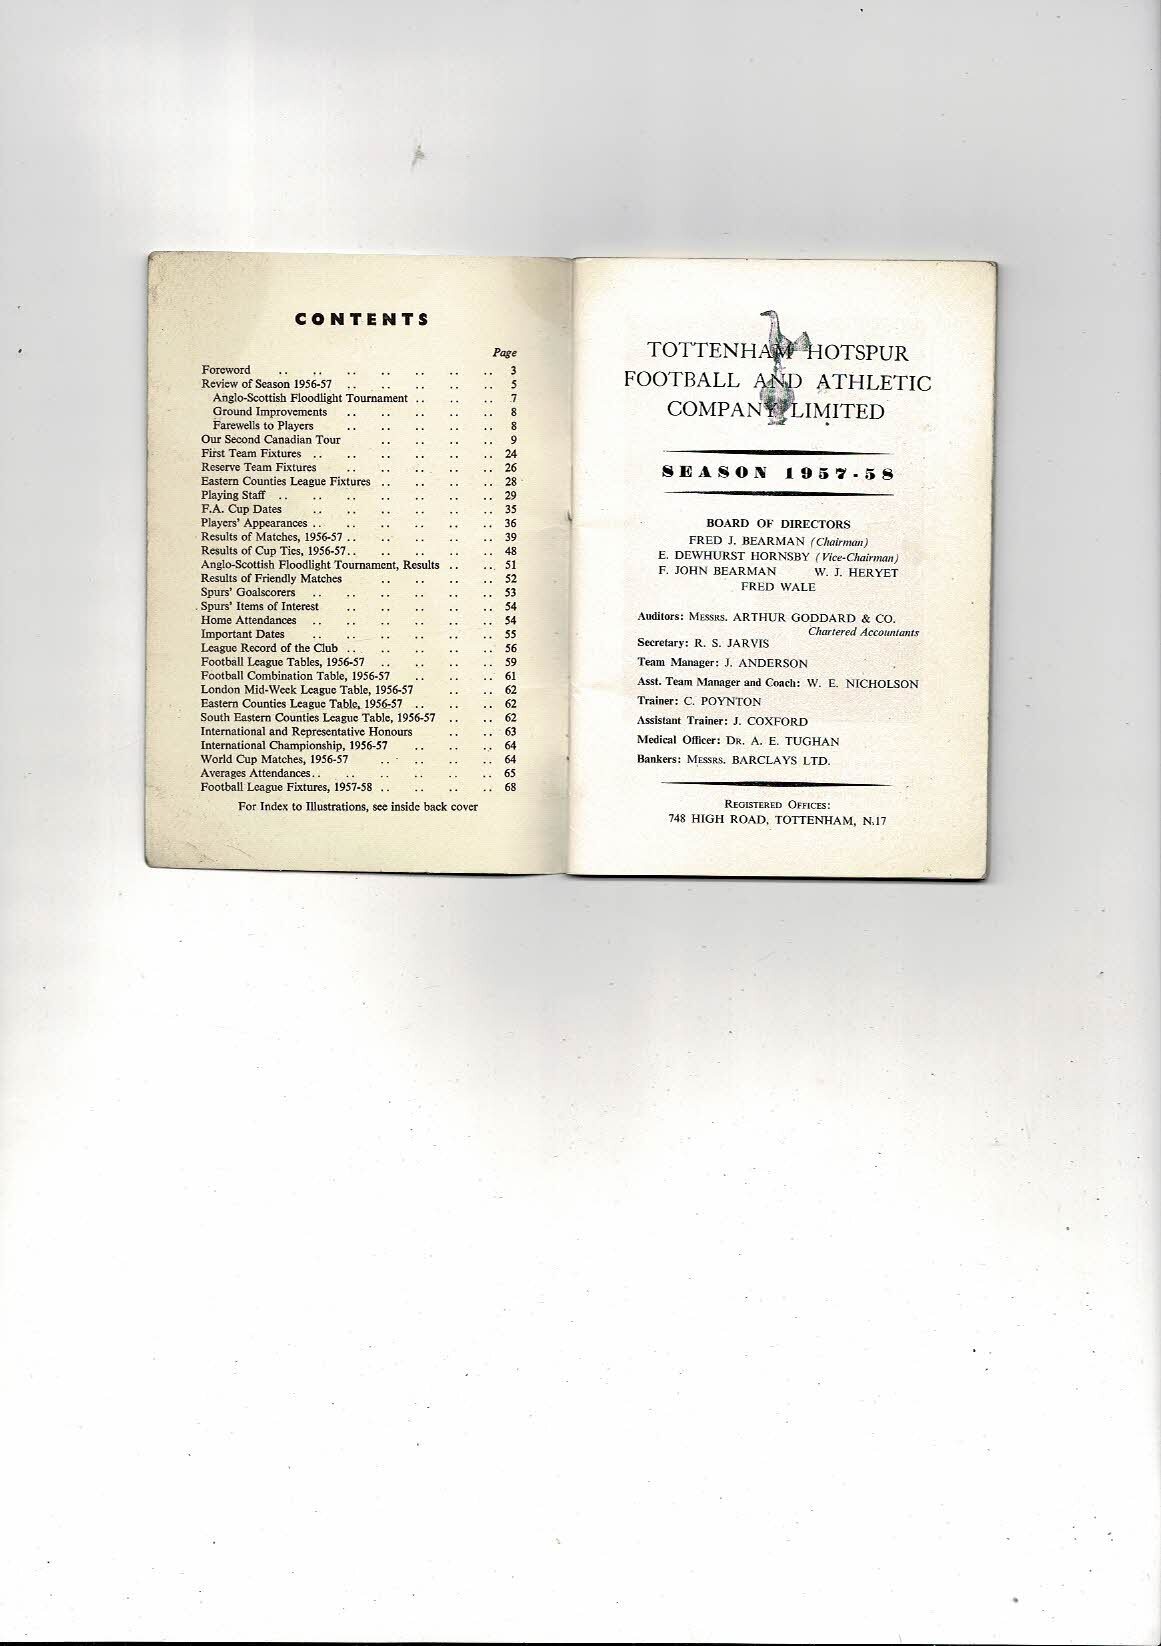 CONTENTS
Page
Foreword .. .. .. .. .. .. .. 3
Review of Season 1956-57 .. .. .. .. .. 5
Anglo-Scottish Floodlight Tournament .. .. .. 7
Ground Improvements .. .. .. .. .. 8
Farewells to Players .. .. .. .. .. 8
Our Second Canadian Tour .. .. .. .. 9
First Team Fixtures .. .. .. .. .. .. 24
Reserve Team Fixtures .. .. .. .. .. 26
Eastern Counties League Fixtures .. .. .. .. 28
Playing Staff .. .. .. .. .. .. .. 29
F.A. Cup Dates .. .. .. .. .. .. 35
Players' Appearances .. .. .. .. .. .. 36
Results of Matches, 1956-57 .. .. .. .. .. 39
Results of Cup Ties, 1956-57 .. .. .. .. .. 48
Anglo-Scottish Floodlight Tournament, Results .. .. 51
Results of Friendly Matches .. .. .. .. 52
Spurs' Goalscorers .. .. .. .. .. .. 53
Spurs' Items of Interest .. .. .. .. .. 54
Home Attendances .. .. .. .. .. .. 54
Important Dates .. .. .. .. .. .. 55
League Record of the Club .. .. .. .. .. 56
Football League Tables, 1956-57 .. .. .. .. 59
Football Combination Table, 1956-57 .. .. .. 61
London Mid-Week League Table, 1956-57 .. .. 62
Eastern Counties League Table, 1956-57 .. .. .. 62
South Eastern Counties League Table, 1956-57 .. .. 62
International and Representative Honours .. .. 63
International Championship, 1956-57 .. .. .. 64
World Cup Matches, 1956-57 .. .. .. .. 64
Averages Attendances .. .. .. .. .. .. 65
Football League Fixtures, 1957-58 .. .. .. .. 68
For Index to Illustrations, see inside back cover
TOTTENHAM HOTSPUR
FOOTBALL AND ATHLETIC
COMPANY LIMITED
SEASON 1957-58
BOARD OF DIRECTORS
FRED J. BEARMAN (Chairman)
E. DEWHURST HORNSBY (Vice-Chairman)
F. JOHN BEARMAN W. J. HERYET
FRED WALE
Auditors: MESSRS. ARTHUR GODDARD & CO.
Chartered Accountants
Secretary: R. S. JARVIS
Team Manager: J. ANDERSON
Asst. Team Manager and Coach: W. E. NICHOLSON
Trainer: C. POYNTON
Assistant Trainer: J. COXFORD
Medical Officer: DR. A. E. TUGHAN
Bankers: MESSRS. BARCLAYS LTD.
REGISTERED OFFICES:
748 HIGH ROAD, TOTTENHAM, N.17